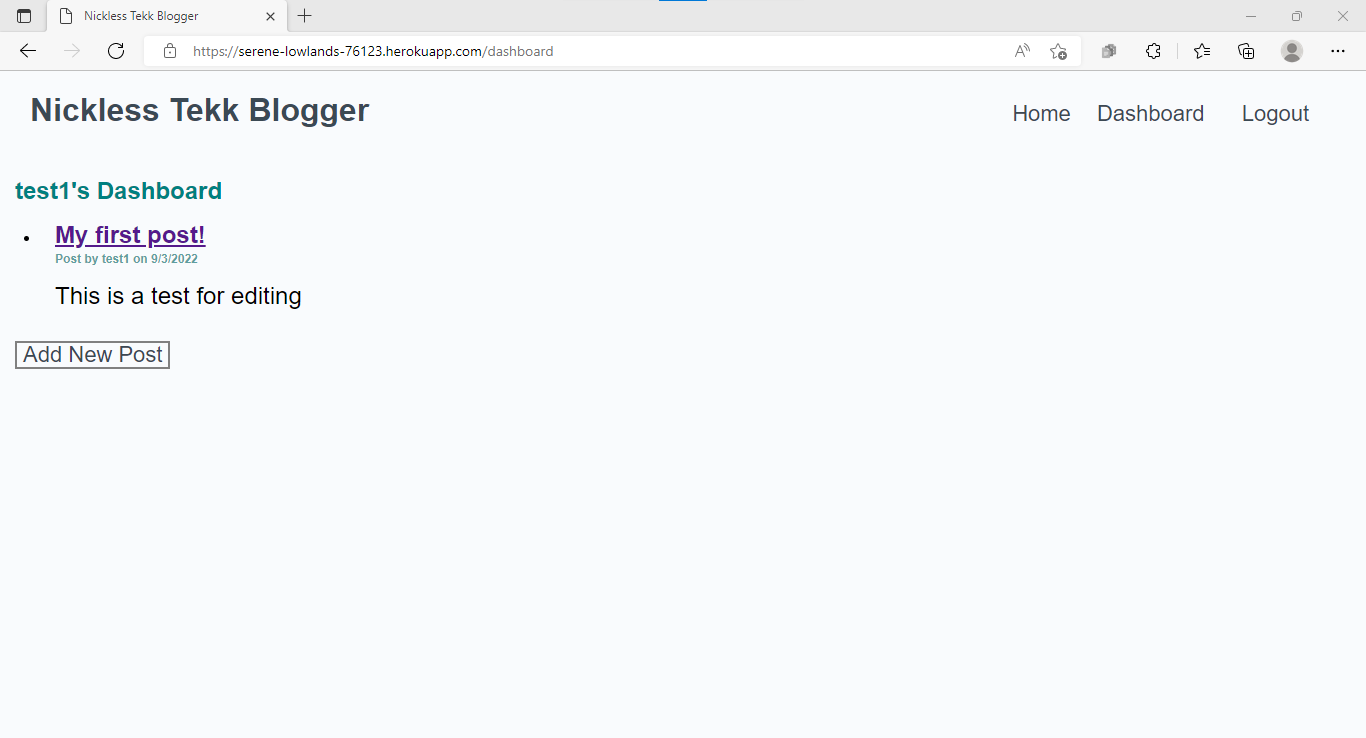 Nickless Tekk Blogger
https://serene-lowlands-76123.herokuapp.com/dashboard
Nickless Tekk Blogger
Home Dashboard Logout
test1's Dashboard
My first post!
Post by test1 on 9/3/2022
This is a test for editing
Add New Post